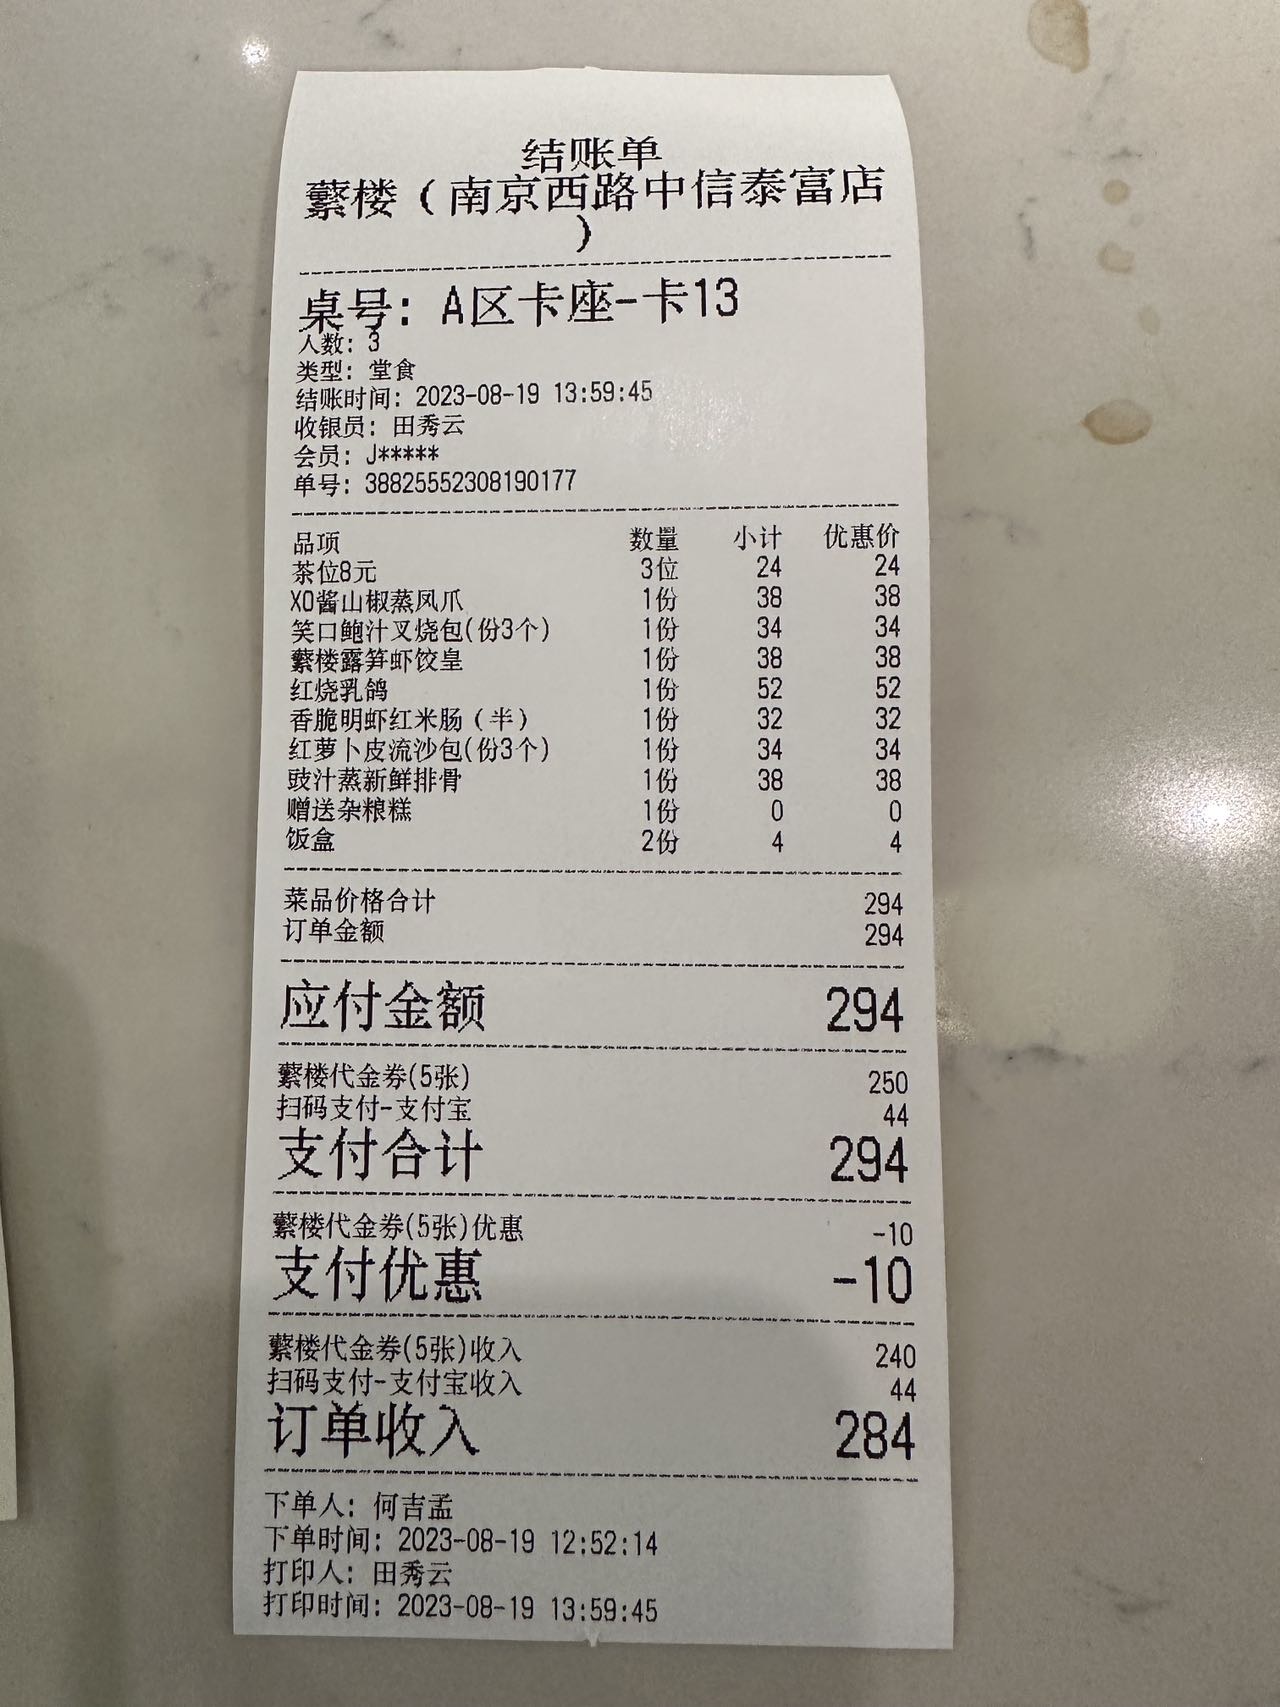 结账单
蘩楼（南京西路中信泰富店
）
桌号: A区卡座-卡13
人数: 3
类型: 堂食
结账时间: 2023-08-19 13:59:45
收银员: 田秀云
会员: J*****
单号: 38825552308190177
品项 数量 小计 优惠价
茶位8元 3位 24 24
XO酱山椒蒸凤爪 1份 38 38
笑口鲍汁叉烧包(份3个) 1份 34 34
蘩楼露笋虾饺皇 1份 38 38
红烧乳鸽 1份 52 52
香脆明虾红米肠（半） 1份 32 32
红萝卜皮流沙包(份3个) 1份 34 34
豉汁蒸新鲜排骨 1份 38 38
赠送杂粮糕 1份 0 0
饭盒 2份 4 4
菜品价格合计 294
订单金额 294
应付金额 294
蘩楼代金券(5张) 250
扫码支付-支付宝 44
支付合计 294
蘩楼代金券(5张)优惠 -10
支付优惠 -10
蘩楼代金券(5张)收入 240
扫码支付-支付宝收入 44
订单收入 284
下单人: 何吉孟
下单时间: 2023-08-19 12:52:14
打印人: 田秀云
打印时间: 2023-08-19 13:59:45